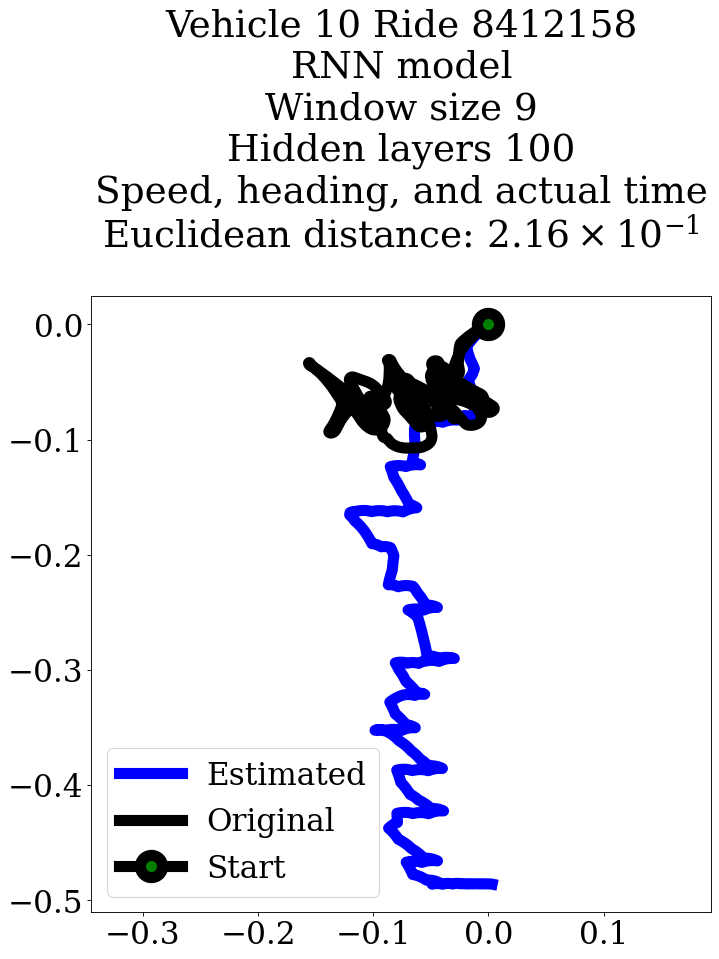 Vehicle 10 Ride 8412158
RNN model
Window size 9
Hidden layers 100
Speed, heading, and actual time
Euclidean distance: 2.16 × 10⁻¹
0.0
−0.1
−0.2
−0.3
−0.4
−0.5
Estimated
Original
Start
−0.3 −0.2 −0.1 0.0 0.1